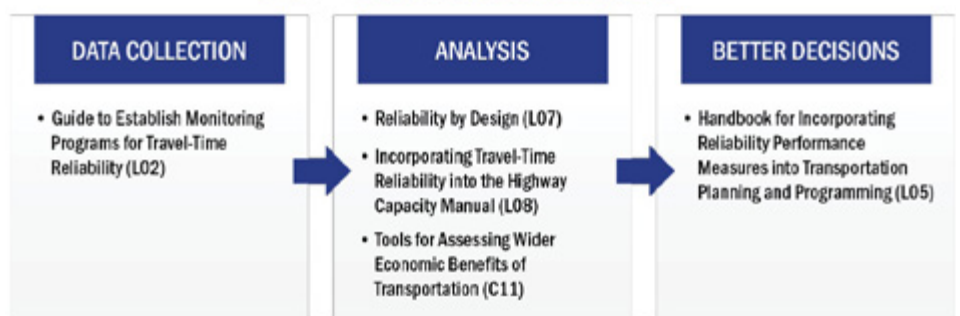 DATA COLLECTION
• Guide to Establish Monitoring
Programs for Travel-Time
Reliability (L02)
ANALYSIS
• Reliability by Design (L07)
• Incorporating Travel-Time
Reliability into the Highway
Capacity Manual (L08)
• Tools for Assessing Wider
Economic Benefits of
Transportation (C11)
BETTER DECISIONS
• Handbook for Incorporating
Reliability Performance
Measures into Transportation
Planning and Programming (L05)